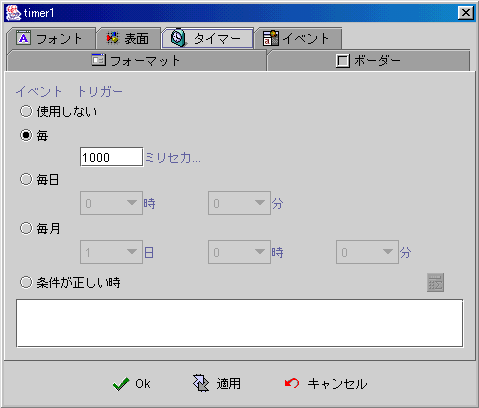 timer1
フォント 表面 タイマー イベント
フォーマット ボーダー
イベント トリガー
使用しない
毎
1000 ミリセカ...
毎日
0 時 0 分
毎月
1 日 0 時 0 分
条件が正しい時
Ok 適用 キャンセル